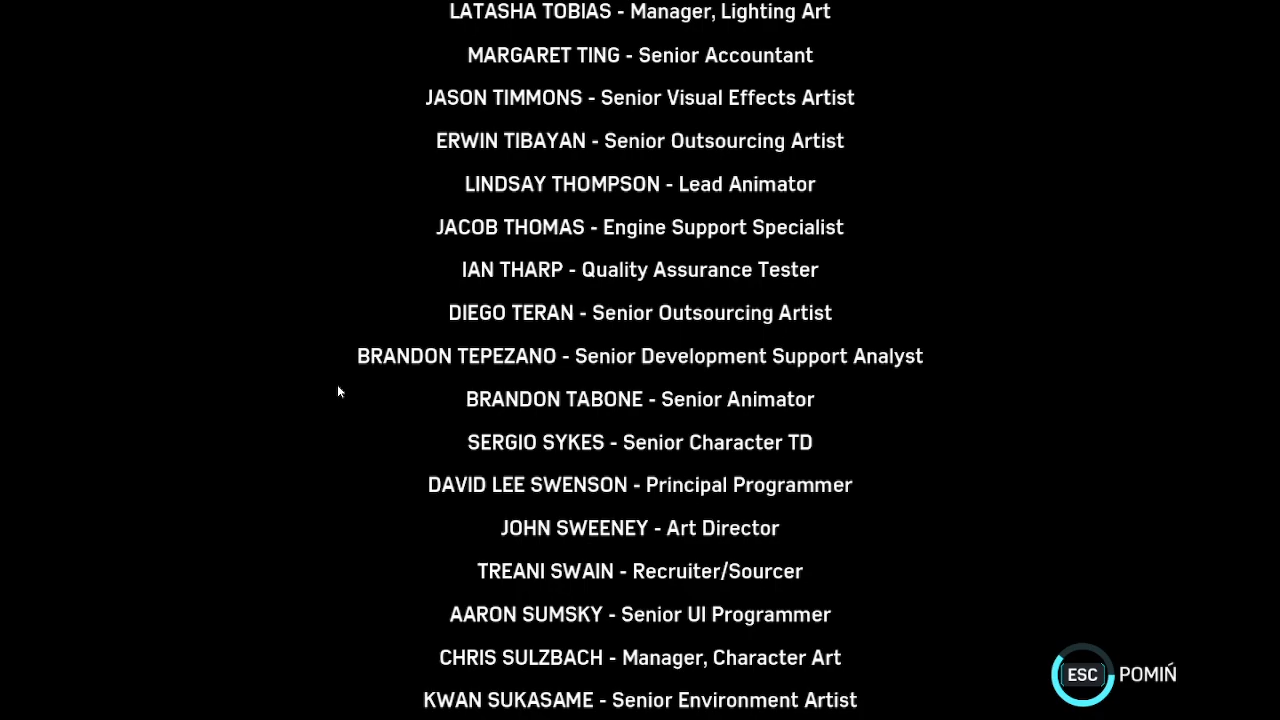 LATASHA TOBIAS - Manager, Lighting Art
MARGARET TING - Senior Accountant
JASON TIMMONS - Senior Visual Effects Artist
ERWIN TIBAYAN - Senior Outsourcing Artist
LINDSAY THOMPSON - Lead Animator
JACOB THOMAS - Engine Support Specialist
IAN THARP - Quality Assurance Tester
DIEGO TERAN - Senior Outsourcing Artist
BRANDON TEPEZANO - Senior Development Support Analyst
BRANDON TABONE - Senior Animator
SERGIO SYKES - Senior Character TD
DAVID LEE SWENSON - Principal Programmer
JOHN SWEENEY - Art Director
TREANI SWAIN - Recruiter/Sourcer
AARON SUMSKY - Senior UI Programmer
CHRIS SULZBACH - Manager, Character Art
KWAN SUKASAME - Senior Environment Artist
ESC POMIŃ